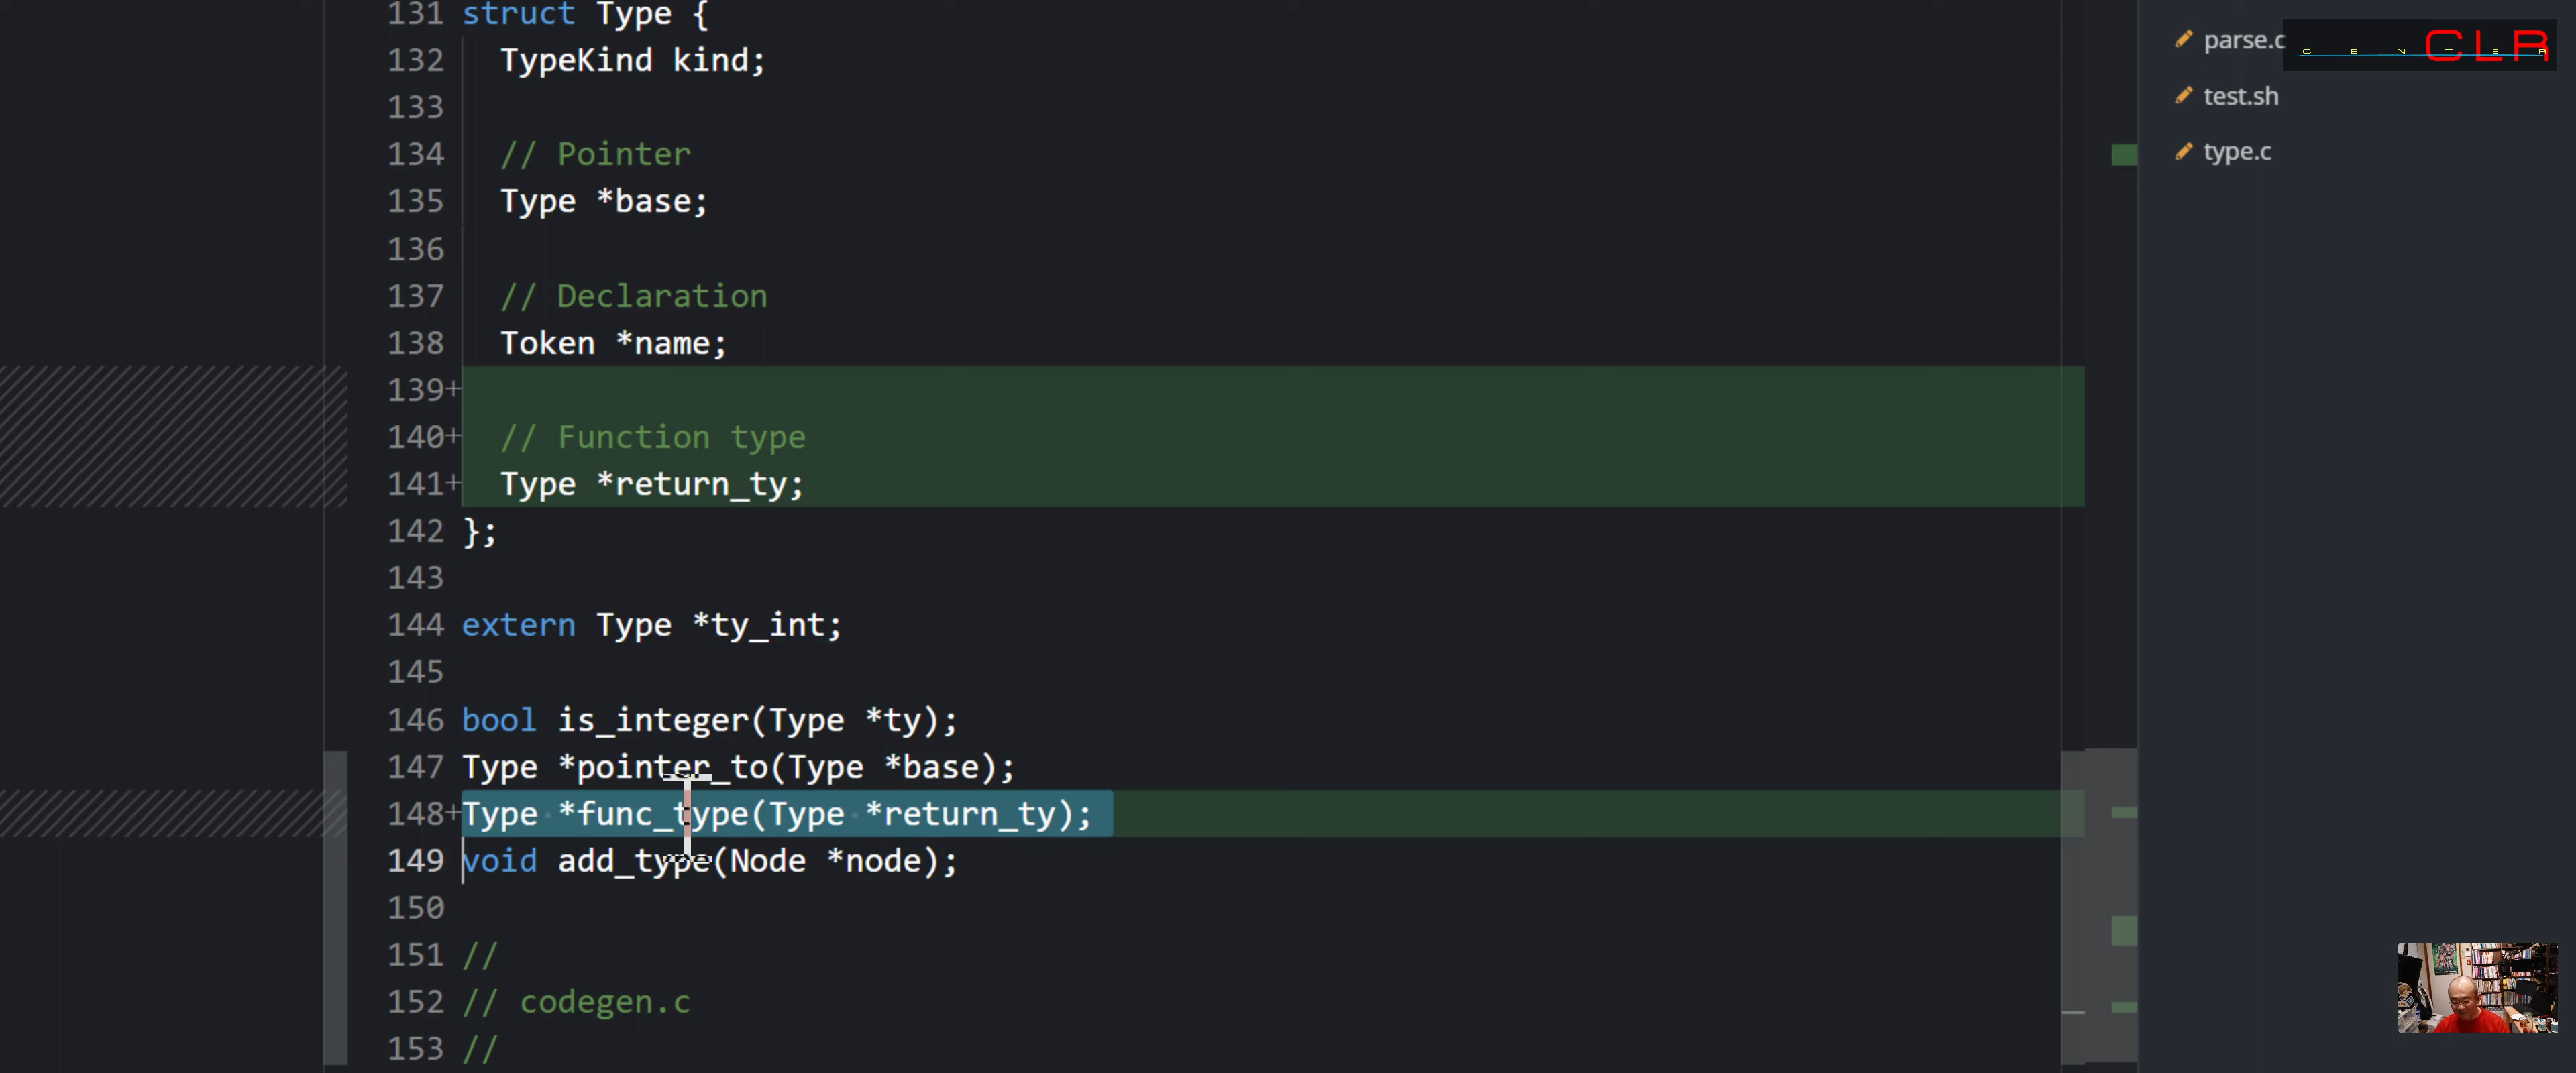 131 struct Type {
132 TypeKind kind;
133
134 // Pointer
135 Type *base;
136
137 // Declaration
138 Token *name;
139+
140+ // Function type
141+ Type *return_ty;
142 };
143
144 extern Type *ty_int;
145
146 bool is_integer(Type *ty);
147 Type *pointer_to(Type *base);
148+ Type *func_type(Type *return_ty);
149 void add_type(Node *node);
150
151 //
152 // codegen.c
153 //
parse.c
test.sh
type.c
CENTER CLR